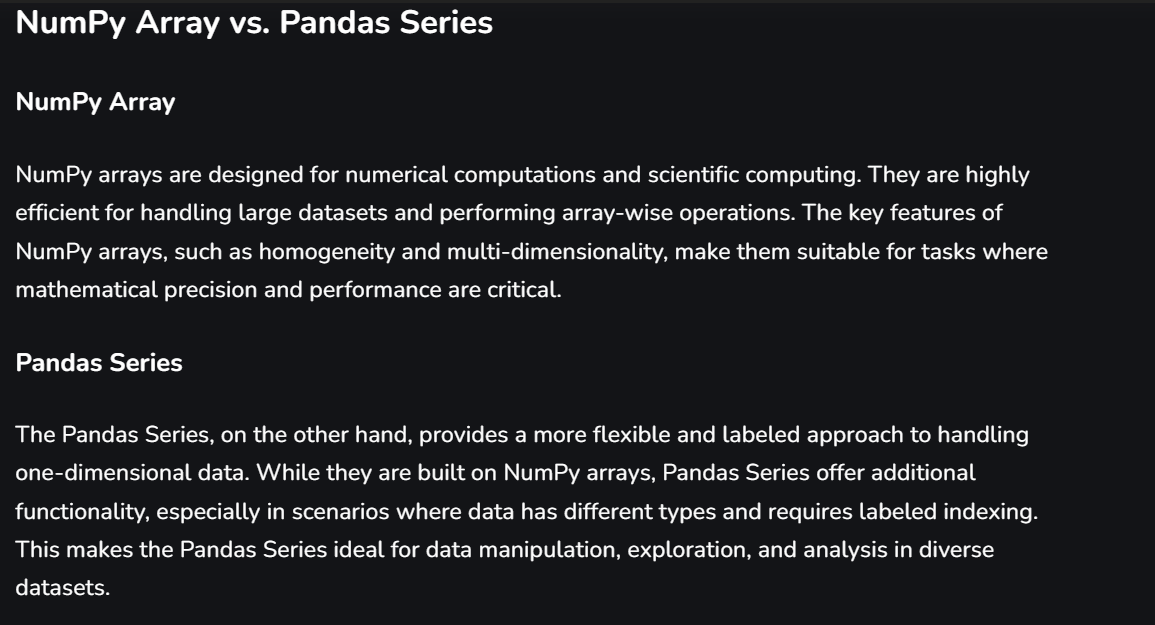 NumPy Array vs. Pandas Series
NumPy Array
NumPy arrays are designed for numerical computations and scientific computing. They are highly
efficient for handling large datasets and performing array-wise operations. The key features of
NumPy arrays, such as homogeneity and multi-dimensionality, make them suitable for tasks where
mathematical precision and performance are critical.
Pandas Series
The Pandas Series, on the other hand, provides a more flexible and labeled approach to handling
one-dimensional data. While they are built on NumPy arrays, Pandas Series offer additional
functionality, especially in scenarios where data has different types and requires labeled indexing.
This makes the Pandas Series ideal for data manipulation, exploration, and analysis in diverse
datasets.